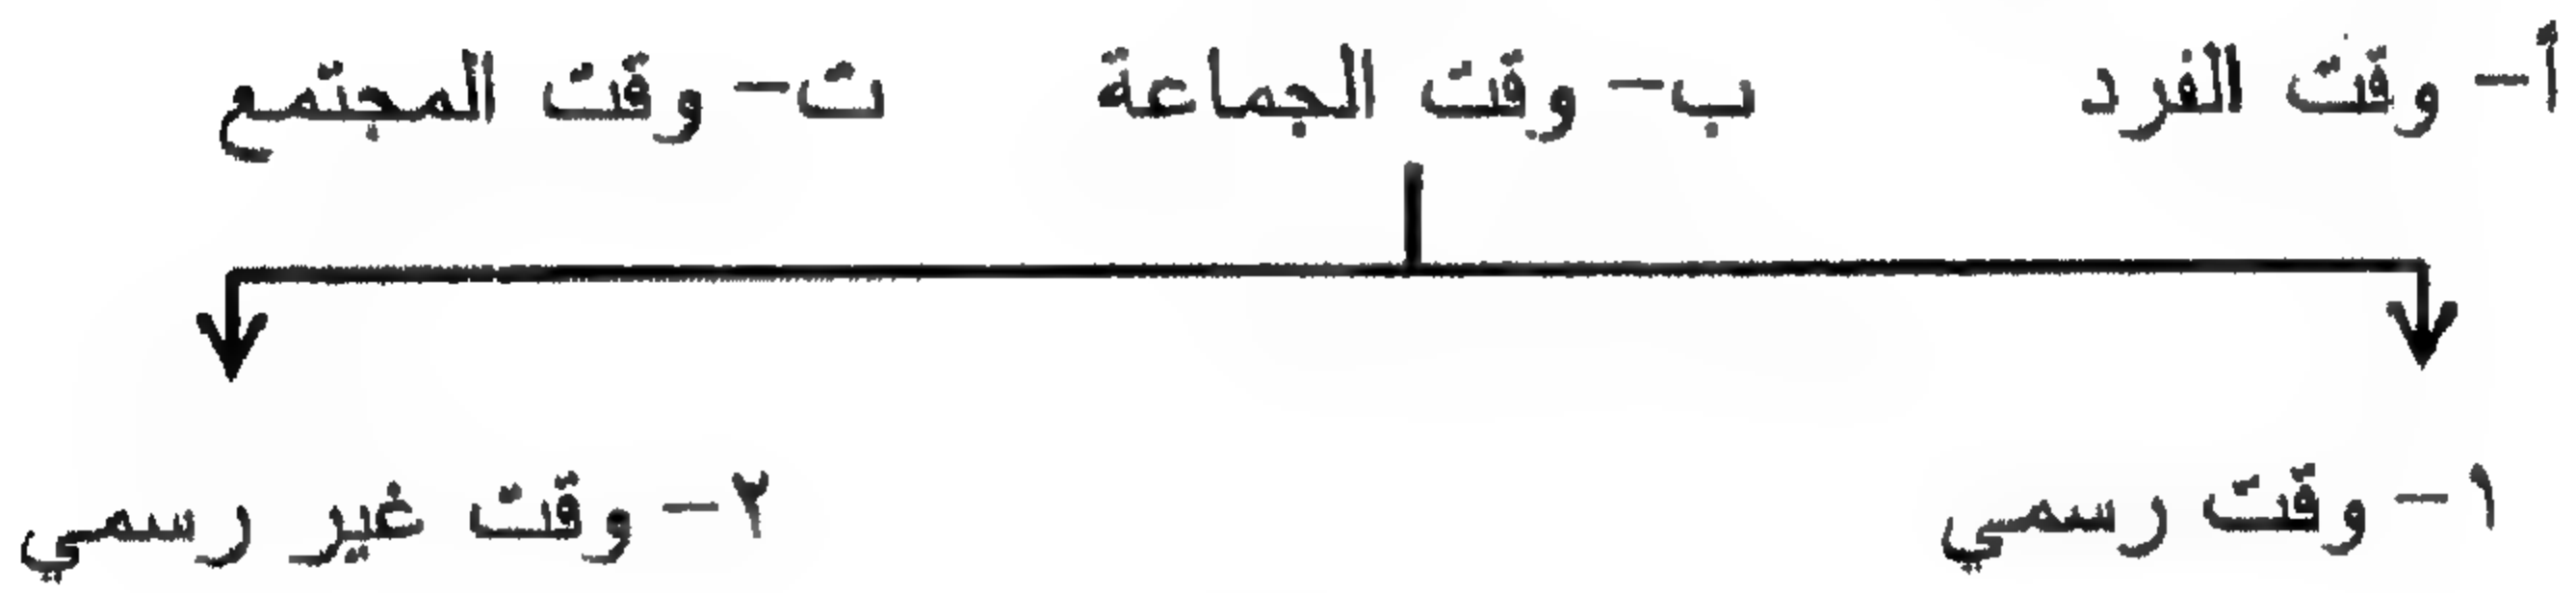 أ- وقت الفرد ب- وقت الجماعة ت- وقت المجتمع
١- وقت رسمي ٢- وقت غير رسمي